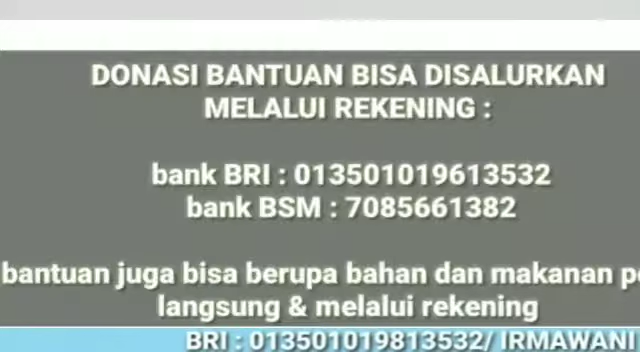 DONASI BANTUAN BISA DISALURKAN
MELALUI REKENING :
bank BRI : 013501019613532
bank BSM : 7085661382
bantuan juga bisa berupa bahan dan makanan
langsung & melalui rekening
BRI : 013501019813532/ IRMAWANI